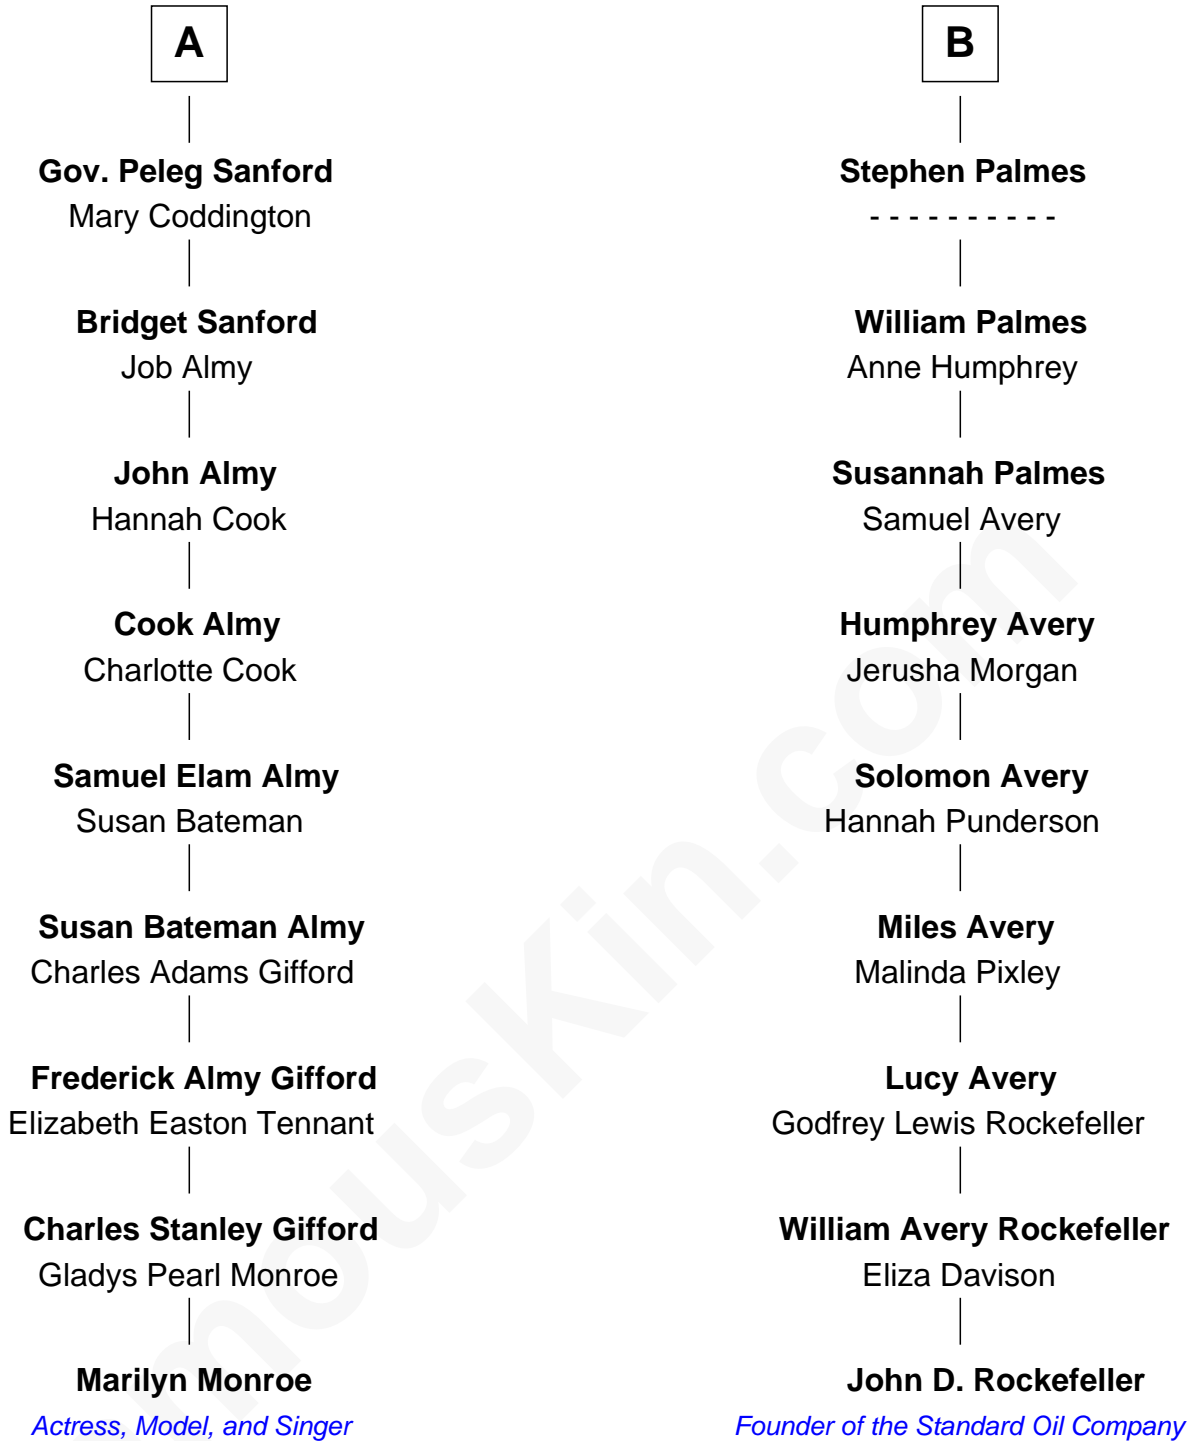 A
Gov. Peleg Sanford
Mary Coddington
Bridget Sanford
Job Almy
John Almy
Hannah Cook
Cook Almy
Charlotte Cook
Samuel Elam Almy
Susan Bateman
Susan Bateman Almy
Charles Adams Gifford
Frederick Almy Gifford
Elizabeth Easton Tennant
Charles Stanley Gifford
Gladys Pearl Monroe
Marilyn Monroe
Actress, Model, and Singer
B
Stephen Palmes
- - - - - - - - - -
William Palmes
Anne Humphrey
Susannah Palmes
Samuel Avery
Humphrey Avery
Jerusha Morgan
Solomon Avery
Hannah Punderson
Miles Avery
Malinda Pixley
Lucy Avery
Godfrey Lewis Rockefeller
William Avery Rockefeller
Eliza Davison
John D. Rockefeller
Founder of the Standard Oil Company
mousKin.com